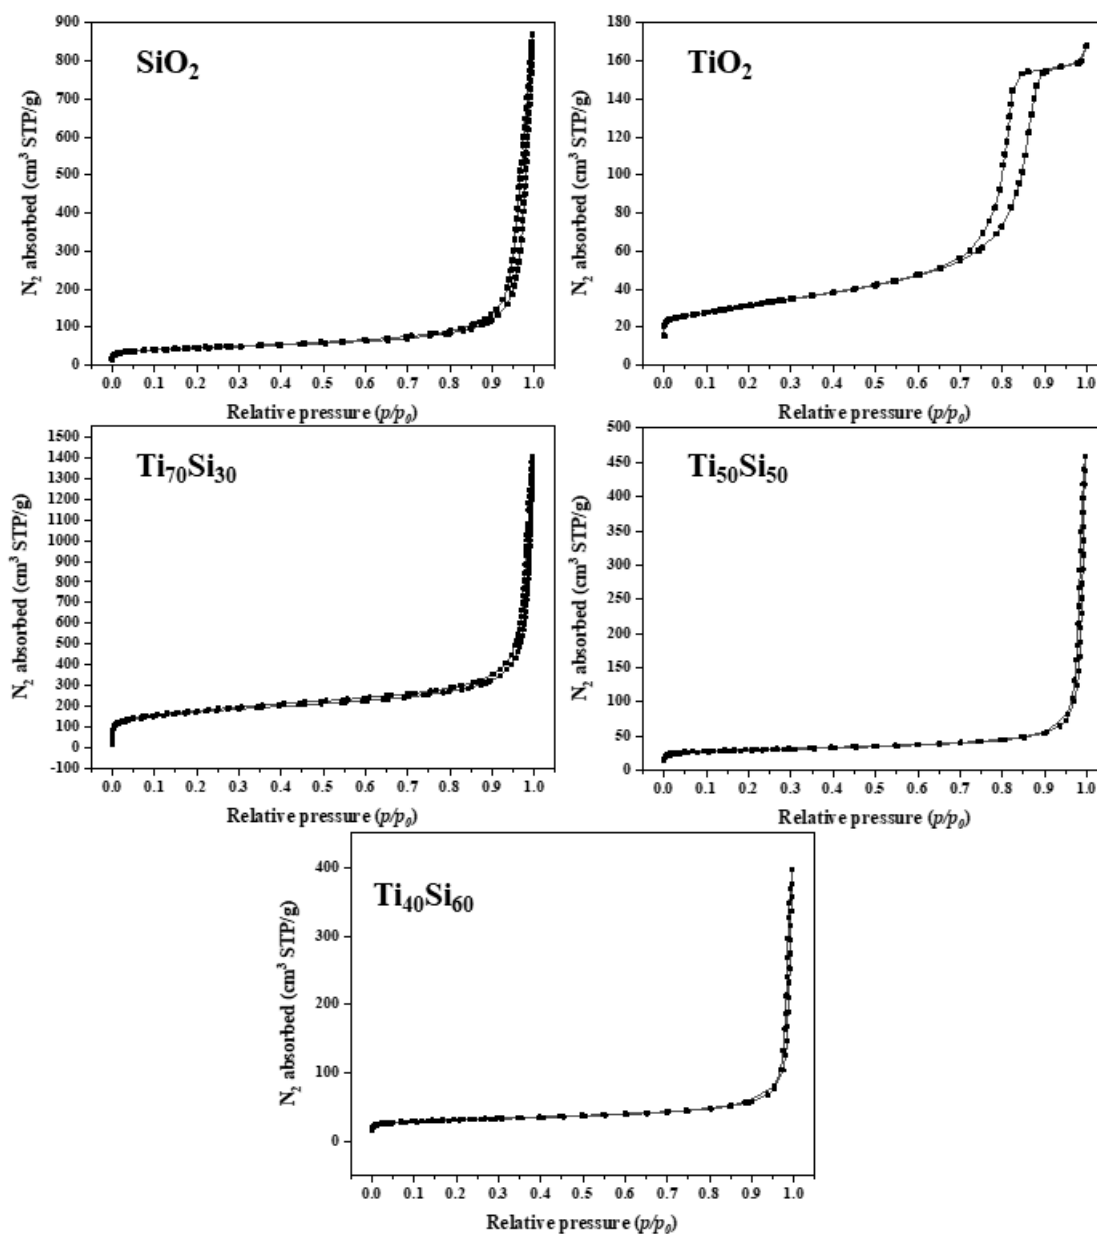 SiO₂
N₂ absorbed (cm³ STP/g)
900
800
700
600
500
400
300
200
100
0
0.0 0.1 0.2 0.3 0.4 0.5 0.6 0.7 0.8 0.9 1.0
Relative pressure (p/p₀)
TiO₂
N₂ absorbed (cm³ STP/g)
180
160
140
120
100
80
60
40
20
0
0.0 0.1 0.2 0.3 0.4 0.5 0.6 0.7 0.8 0.9 1.0
Relative pressure (p/p₀)
Ti₇₀Si₃₀
N₂ absorbed (cm³ STP/g)
1500
1400
1300
1200
1100
1000
900
800
700
600
500
400
300
200
100
0
-100
0.0 0.1 0.2 0.3 0.4 0.5 0.6 0.7 0.8 0.9 1.0
Relative pressure (p/p₀)
Ti₅₀Si₅₀
N₂ absorbed (cm³ STP/g)
500
450
400
350
300
250
200
150
100
50
0
0.0 0.1 0.2 0.3 0.4 0.5 0.6 0.7 0.8 0.9 1.0
Relative pressure (p/p₀)
Ti₄₀Si₆₀
N₂ absorbed (cm³ STP/g)
400
300
200
100
0
0.0 0.1 0.2 0.3 0.4 0.5 0.6 0.7 0.8 0.9 1.0
Relative pressure (p/p₀)